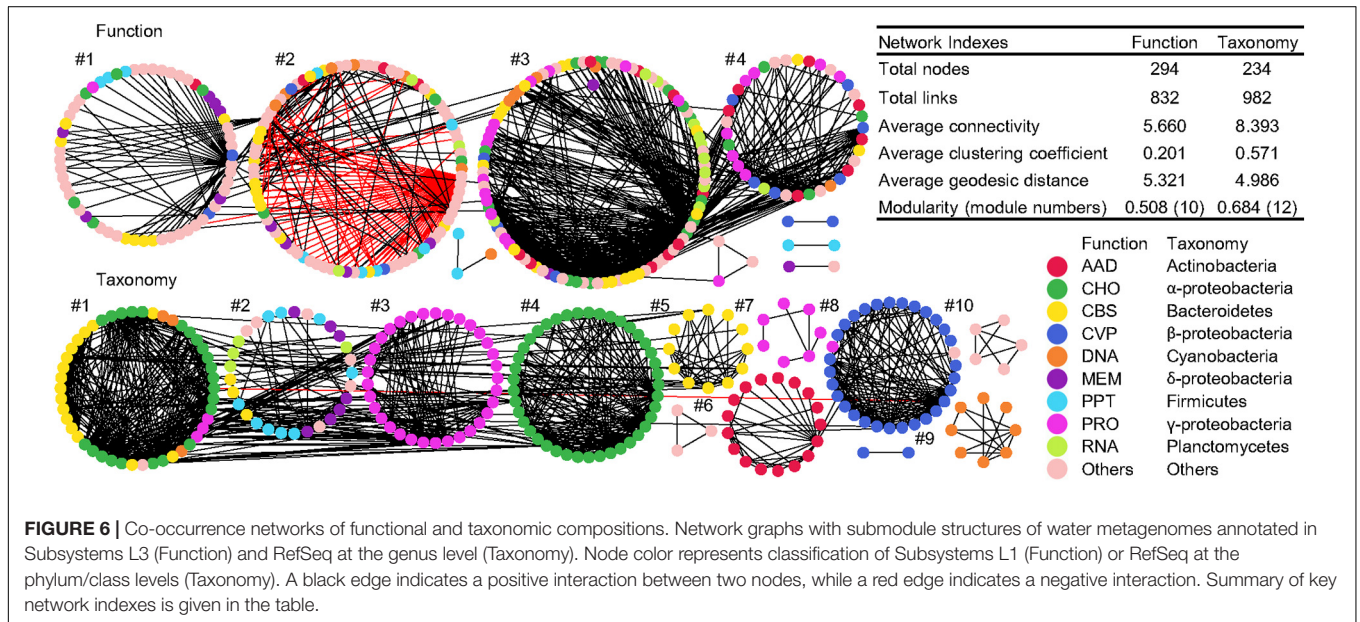 Function
#1 #2 #3 #4
Network Indexes Function Taxonomy
Total nodes 294 234
Total links 832 982
Average connectivity 5.660 8.393
Average clustering coefficient 0.201 0.571
Average geodesic distance 5.321 4.986
Modularity (module numbers) 0.508 (10) 0.684 (12)
Taxonomy
#1 #2 #3 #4 #5 #7 #8 #10
#6
#9
Function Taxonomy
AAD Actinobacteria
CHO α-proteobacteria
CBS Bacteroidetes
CVP β-proteobacteria
DNA Cyanobacteria
MEM δ-proteobacteria
PPT Firmicutes
PRO γ-proteobacteria
RNA Planctomycetes
Others Others
FIGURE 6 | Co-occurrence networks of functional and taxonomic compositions. Network graphs with submodule structures of water metagenomes annotated in
Subsystems L3 (Function) and RefSeq at the genus level (Taxonomy). Node color represents classification of Subsystems L1 (Function) or RefSeq at the
phylum/class levels (Taxonomy). A black edge indicates a positive interaction between two nodes, while a red edge indicates a negative interaction. Summary of key
network indexes is given in the table.